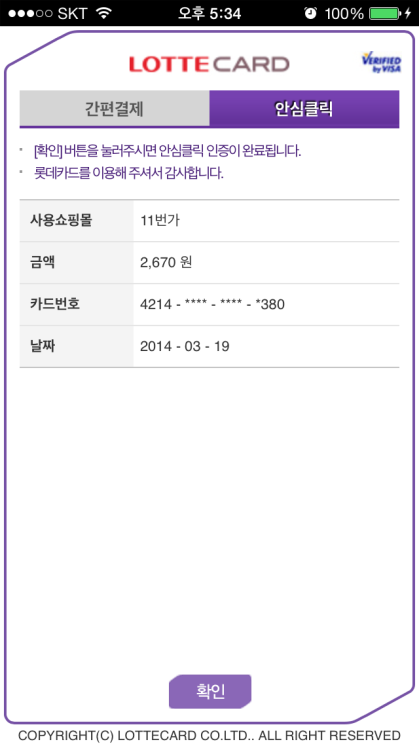 SKT 오후 5:34 100%
LOTTECARD VERIFIED by VISA
간편결제 안심클릭
[확인]버튼을 눌러주시면 안심클릭 인증이 완료됩니다.
롯데카드를 이용해 주셔서 감사합니다.
사용쇼핑몰 11번가
금액 2,670 원
카드번호 4214 - **** - **** - *380
날짜 2014 - 03 - 19
확인
COPYRIGHT(C) LOTTECARD CO.LTD.. ALL RIGHT RESERVED